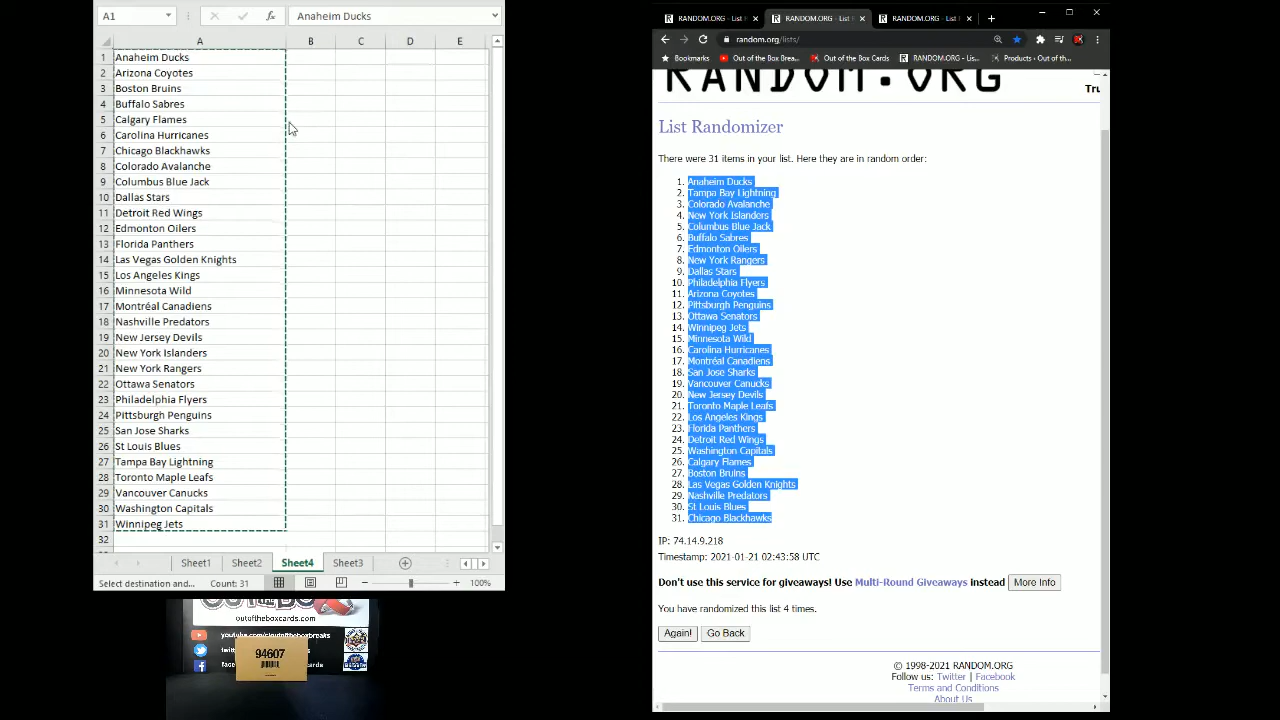 A1
fx
Anaheim Ducks
A B C D E
1 Anaheim Ducks
2 Arizona Coyotes
3 Boston Bruins
4 Buffalo Sabres
5 Calgary Flames
6 Carolina Hurricanes
7 Chicago Blackhawks
8 Colorado Avalanche
9 Columbus Blue Jack
10 Dallas Stars
11 Detroit Red Wings
12 Edmonton Oilers
13 Florida Panthers
14 Las Vegas Golden Knights
15 Los Angeles Kings
16 Minnesota Wild
17 Montréal Canadiens
18 Nashville Predators
19 New Jersey Devils
20 New York Islanders
21 New York Rangers
22 Ottawa Senators
23 Philadelphia Flyers
24 Pittsburgh Penguins
25 San Jose Sharks
26 St Louis Blues
27 Tampa Bay Lightning
28 Toronto Maple Leafs
29 Vancouver Canucks
30 Washington Capitals
31 Winnipeg Jets
32
Sheet1 Sheet2 Sheet4 Sheet3
Select destination and... Count: 31 100%
outoftheboxcards.com
94607
RANDOM.ORG - List RANDOM.ORG - List RANDOM.ORG - List
random.org/lists/
Bookmarks Out of the Box Brea... Out of the Box Cards RANDOM.ORG - Lis... Products › Out of th...
RANDOM.ORG
Tru
List Randomizer
There were 31 items in your list. Here they are in random order:
1. Anaheim Ducks
2. Tampa Bay Lightning
3. Colorado Avalanche
4. New York Islanders
5. Columbus Blue Jack
6. Buffalo Sabres
7. Edmonton Oilers
8. New York Rangers
9. Dallas Stars
10. Philadelphia Flyers
11. Arizona Coyotes
12. Pittsburgh Penguins
13. Ottawa Senators
14. Winnipeg Jets
15. Minnesota Wild
16. Carolina Hurricanes
17. Montréal Canadiens
18. San Jose Sharks
19. Vancouver Canucks
20. New Jersey Devils
21. Toronto Maple Leafs
22. Los Angeles Kings
23. Florida Panthers
24. Detroit Red Wings
25. Washington Capitals
26. Calgary Flames
27. Boston Bruins
28. Las Vegas Golden Knights
29. Nashville Predators
30. St Louis Blues
31. Chicago Blackhawks
IP: 74.14.9.218
Timestamp: 2021-01-21 02:43:58 UTC
Don't use this service for giveaways! Use Multi-Round Giveaways instead More Info
You have randomized this list 4 times.
Again! Go Back
© 1998-2021 RANDOM.ORG
Follow us: Twitter | Facebook
Terms and Conditions
About Us